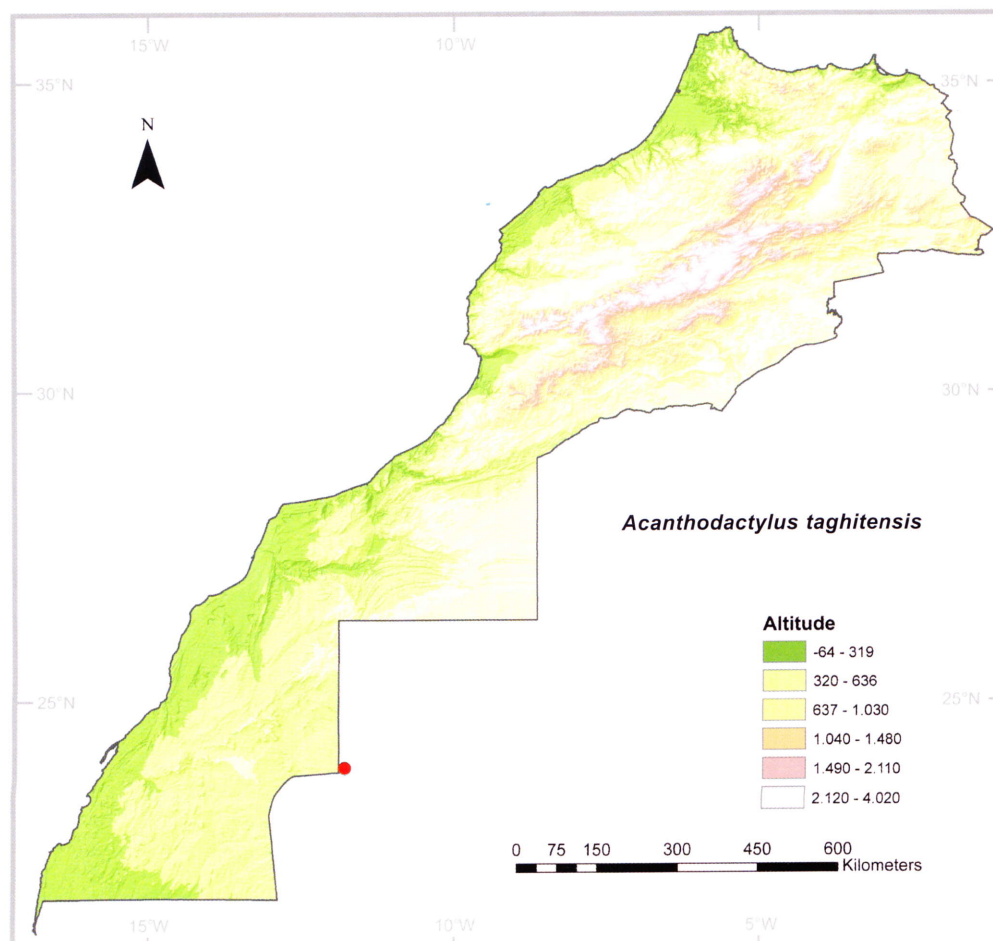 15°W 10°W 5°W
35°N 35°N
N
30°N 30°N
Acanthodactylus taghitensis
Altitude
-64 - 319
320 - 636
637 - 1.030
1.040 - 1.480
1.490 - 2.110
2.120 - 4.020
25°N 25°N
0 75 150 300 450 600
Kilometers
15°W 10°W 5°W